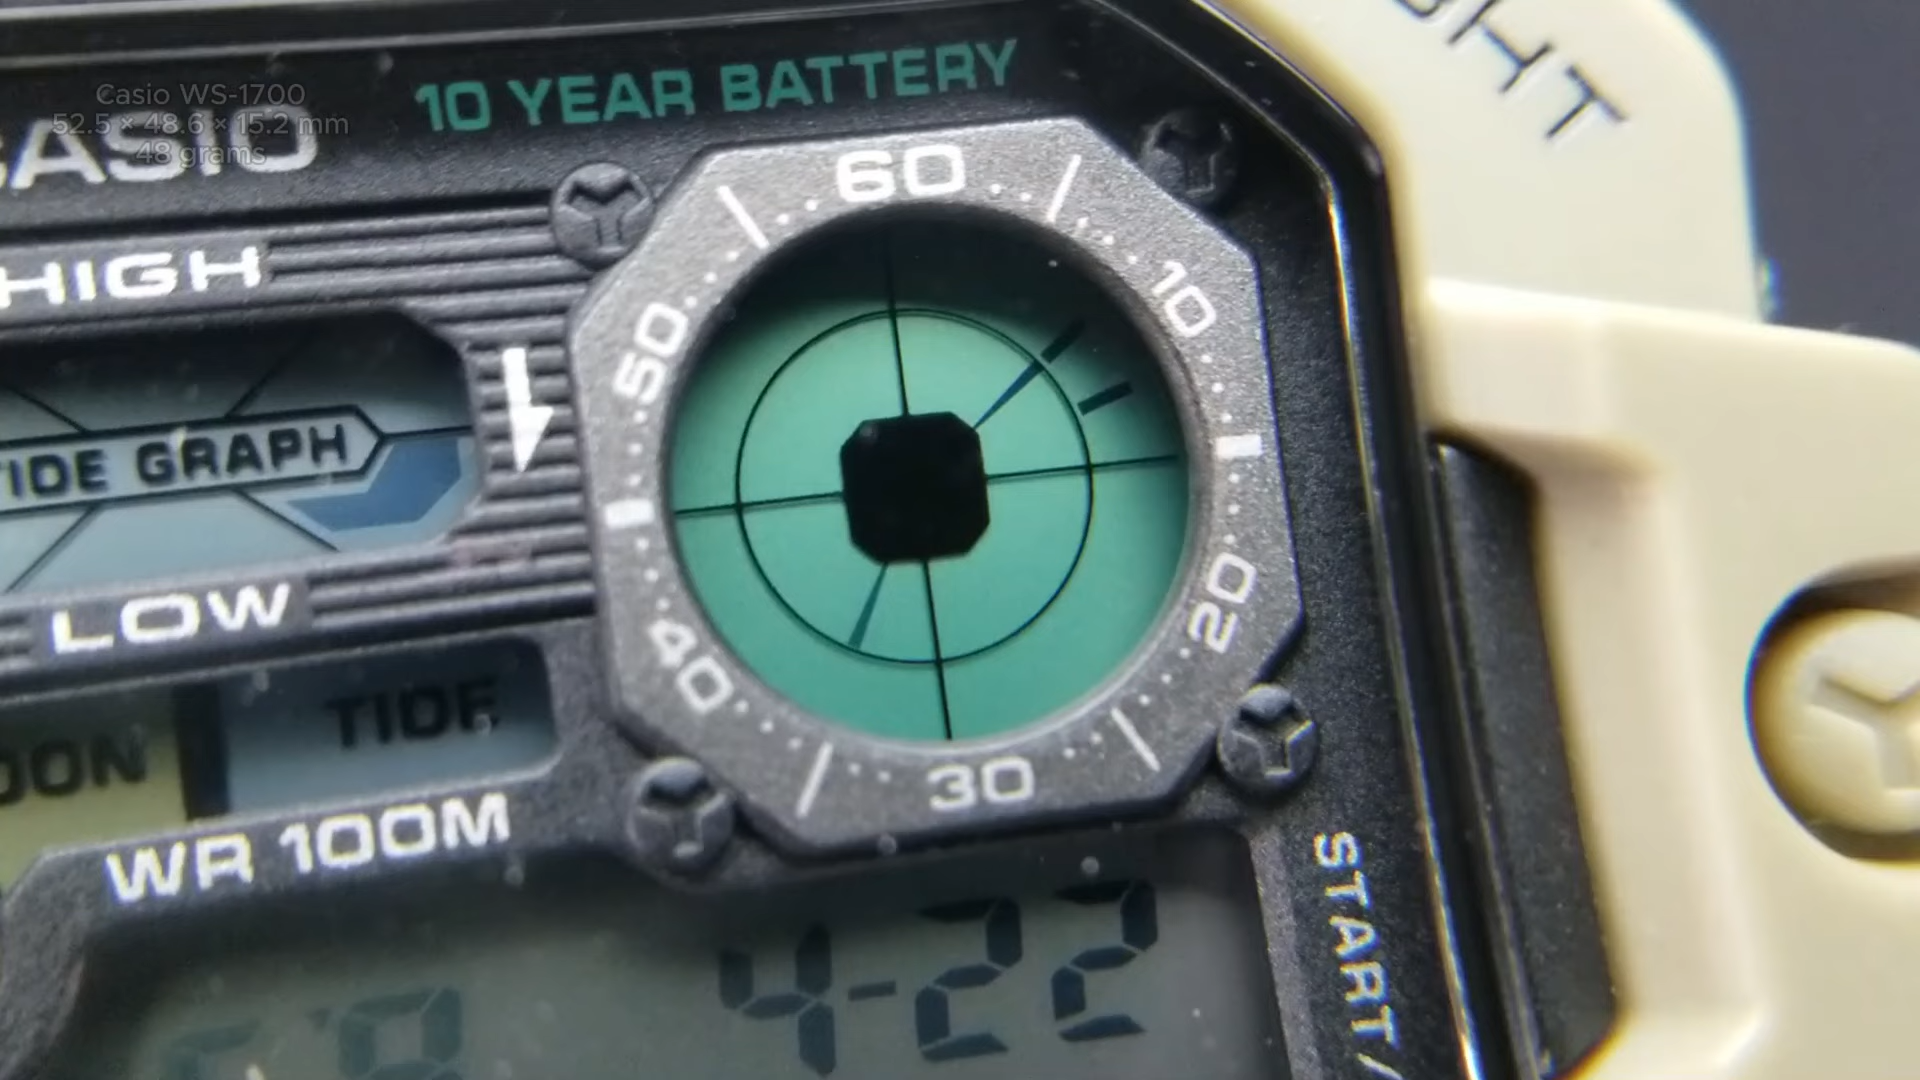 Casio WS-1700
52.5 × 48.6 × 15.2 mm
48 grams
10 YEAR BATTERY
CASIO
60
10
20
30
40
50
HIGH
TIDE GRAPH
LOW
TIDE
WR 100M
4-22
START/